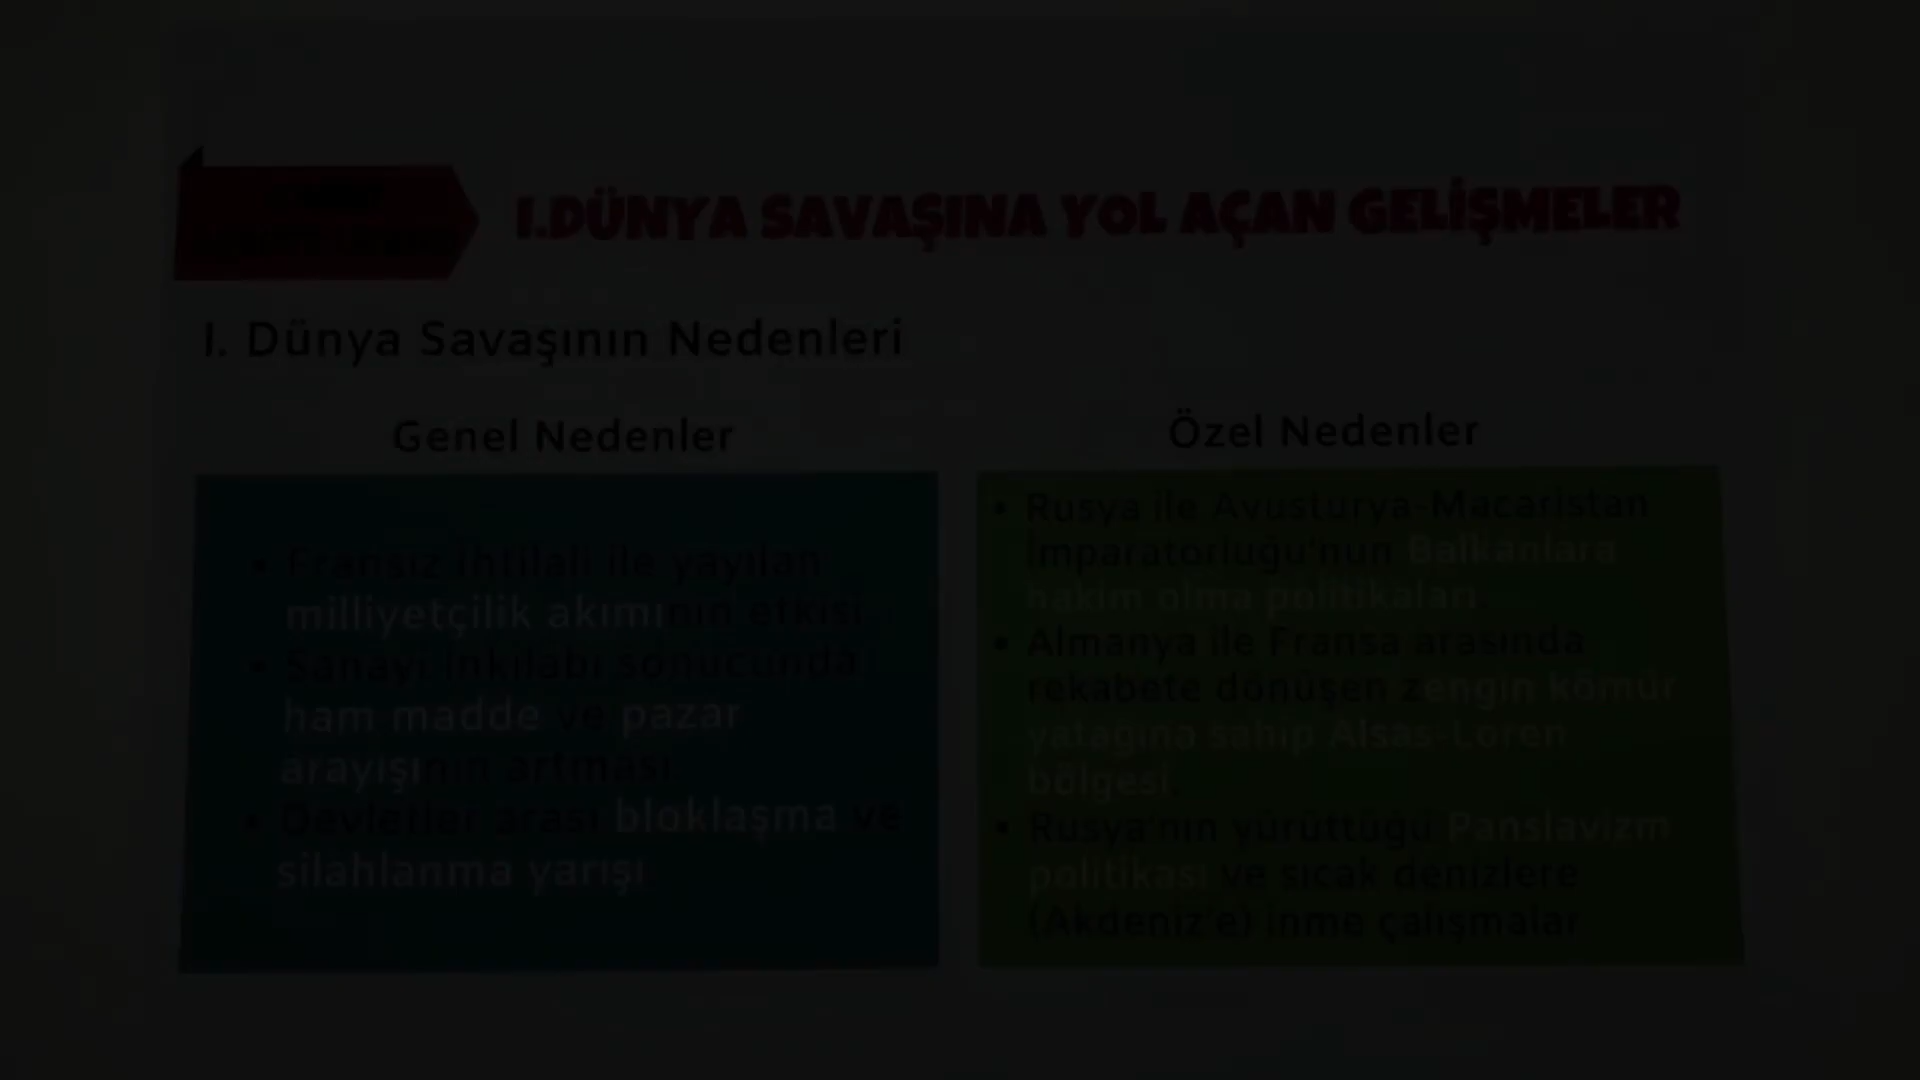 I.DÜNYA SAVAŞINA YOL AÇAN GELİŞMELER
I. Dünya Savaşının Nedenleri
Genel Nedenler
• Fransız İhtilali ile yayılan
milliyetçilik akımının etkisi
• Sanayi İnkılabı sonucunda
ham madde ve pazar
arayışının artması.
• Devletler arası bloklaşma ve
silahlanma yarışı
Özel Nedenler
• Rusya ile Avusturya-Macaristan
İmparatorluğu'nun Balkanlara
hakim olma politikaları
• Almanya ile Fransa arasında
rekabete dönüşen zengin kömür
yatağına sahip Alsas-Loren
bölgesi.
• Rusya'nın yürüttüğü Panslavizm
politikası ve sıcak denizlere
(Akdeniz'e) inme çalışmalar